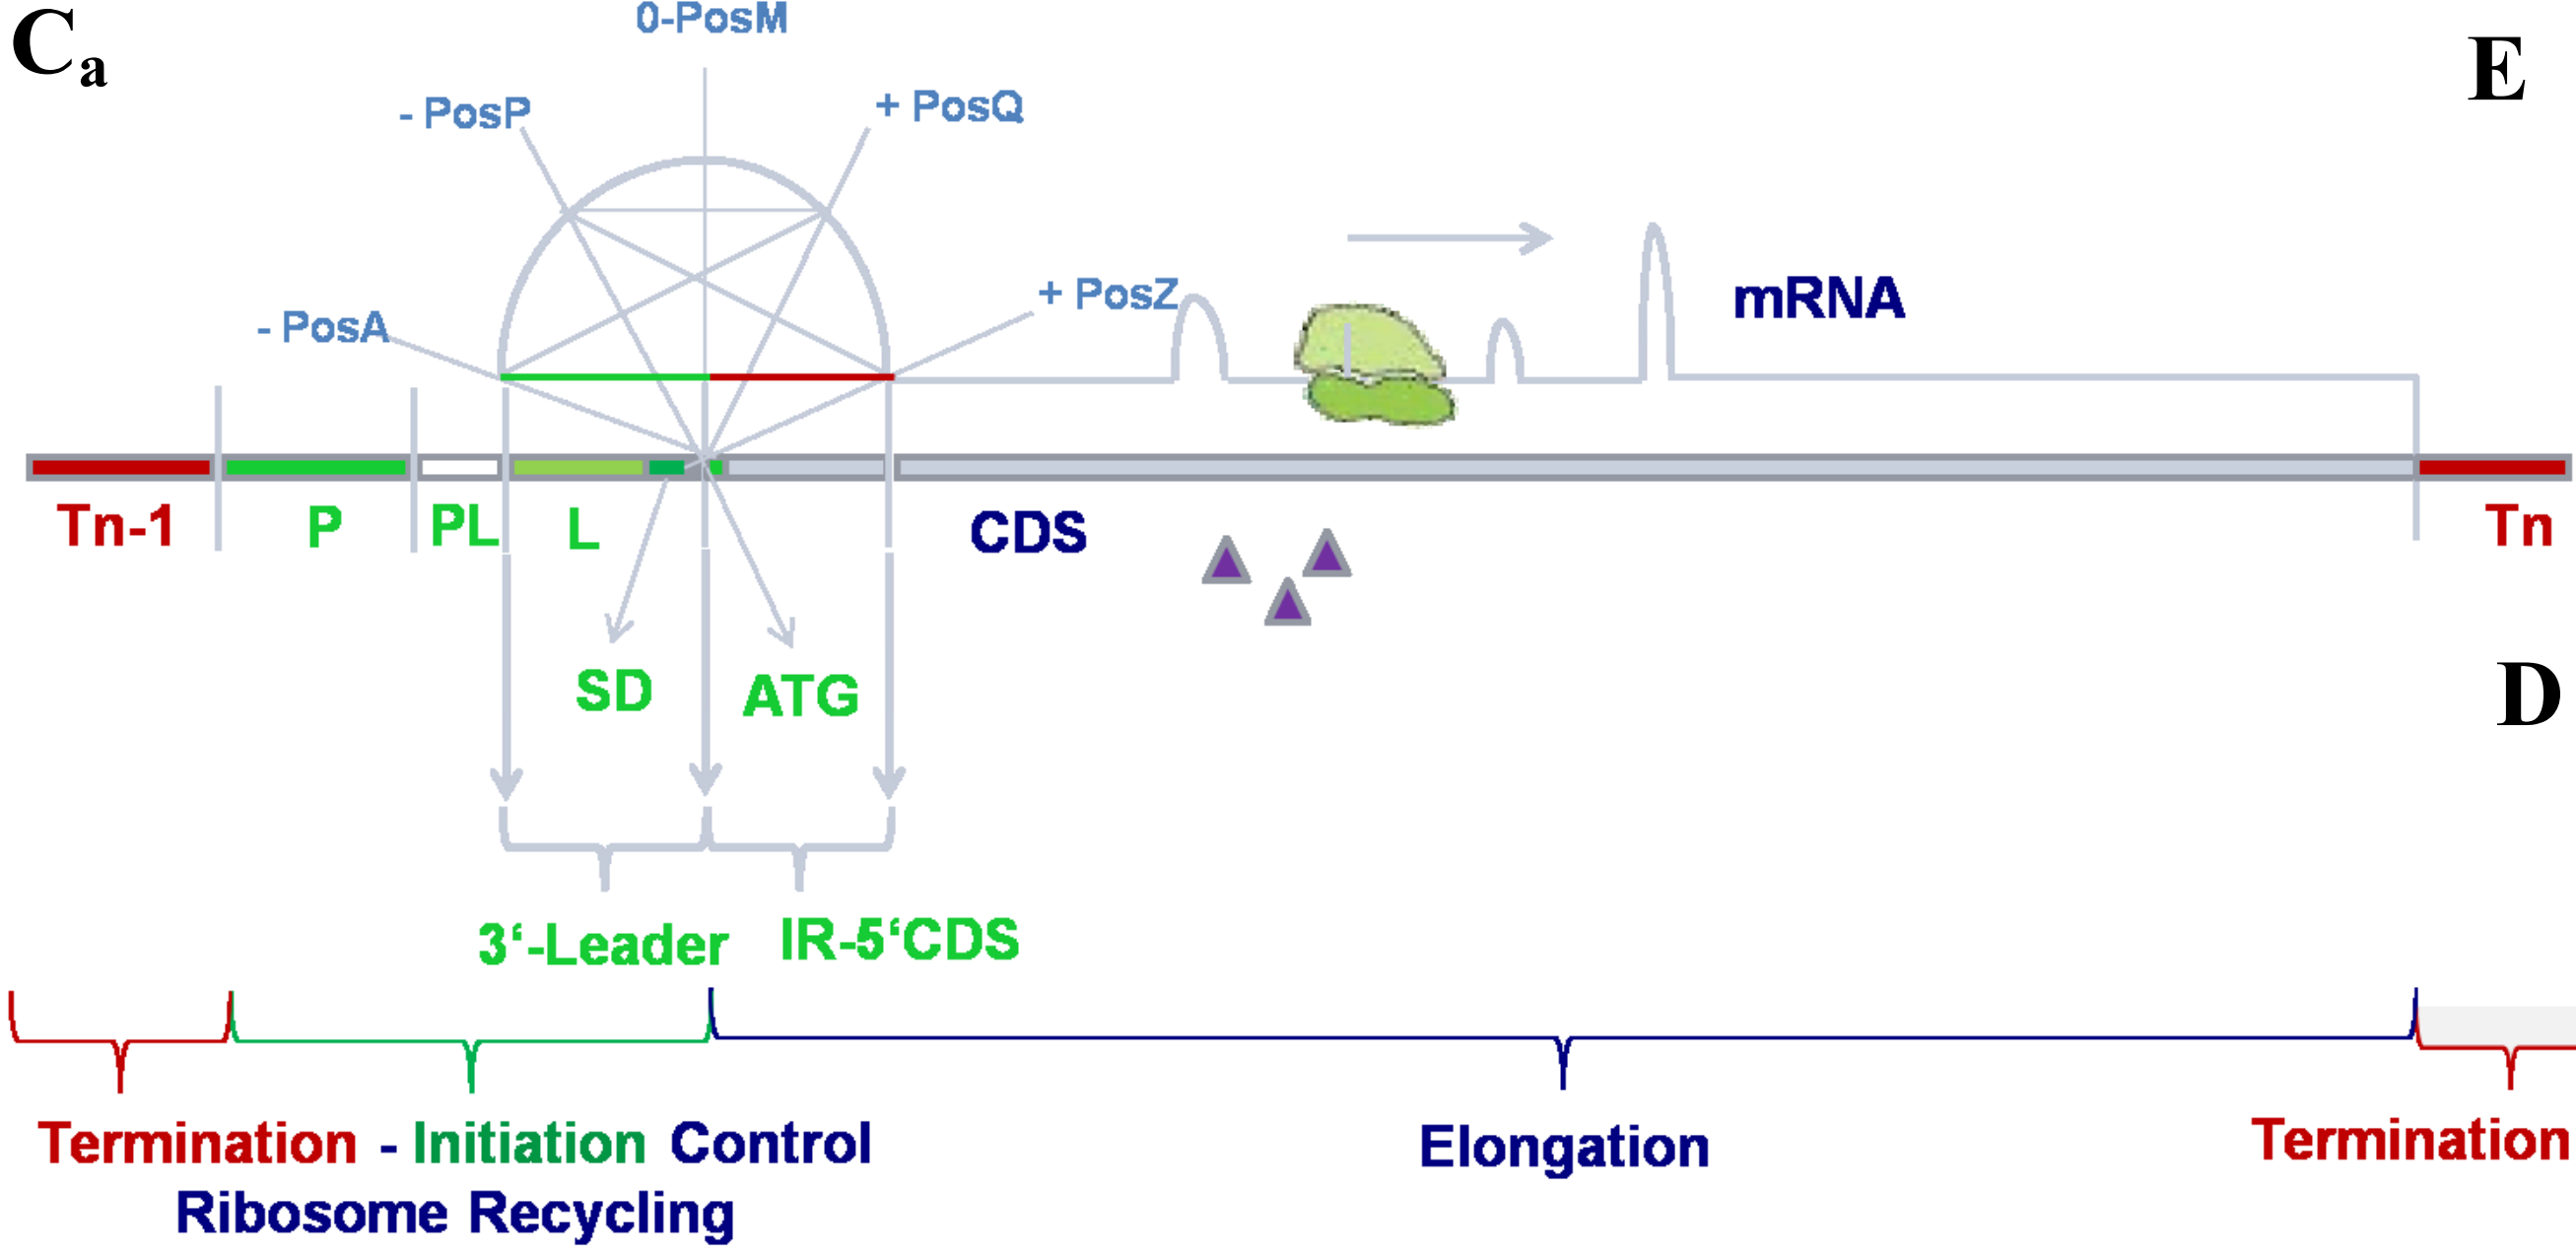 Ca
0-PosM
E
- PosP
+ PosQ
+ PosZ
mRNA
- PosA
Tn-1
P
PL
L
CDS
Tn
SD
ATG
D
3‘-Leader
IR-5‘CDS
Termination - Initiation Control
Ribosome Recycling
Elongation
Termination